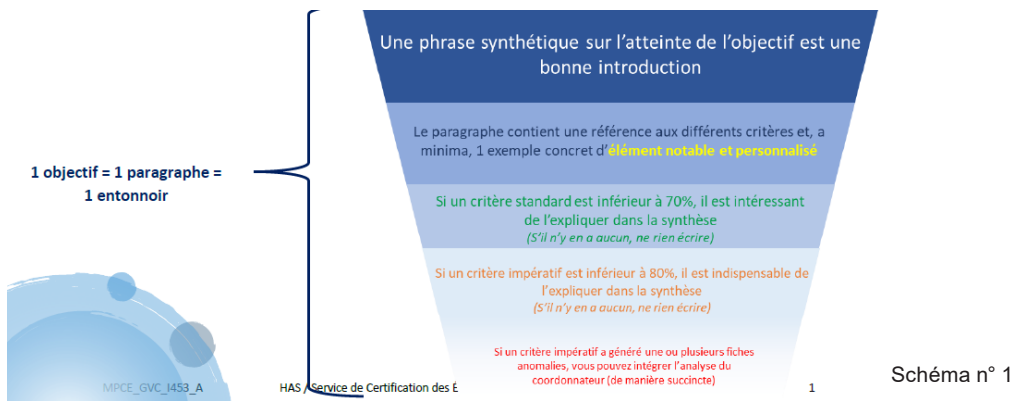 Une phrase synthétique sur l'atteinte de l'objectif est une
bonne introduction
Le paragraphe contient une référence aux différents critères et, a
minima, 1 exemple concret d'élément notable et personnalisé
1 objectif = 1 paragraphe =
1 entonnoir
Si un critère standard est inférieur à 70%, il est intéressant
de l'expliquer dans la synthèse
(S'il n'y en a aucun, ne rien écrire)
Si un critère impératif est inférieur à 80%, il est indispensable de
l'expliquer dans la synthèse
(S'il n'y en a aucun, ne rien écrire)
Si un critère impératif a généré une ou plusieurs fiches
anomalies, vous pouvez intégrer l'analyse du
coordonnateur (de manière succincte)
MPCE_GVC_I453_A
HAS / Service de Certification des É
1
Schéma n° 1